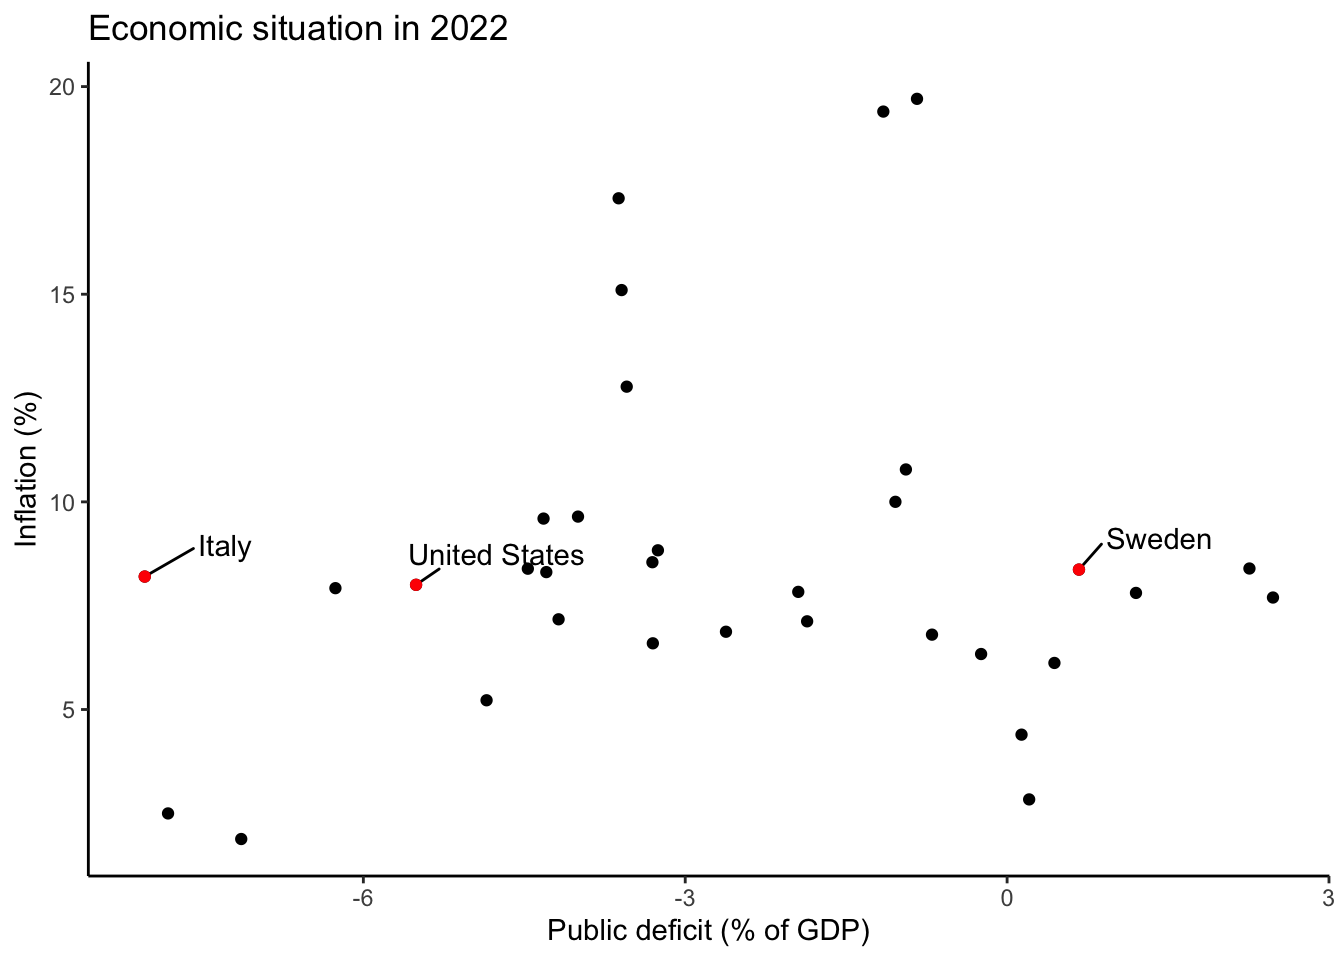 Economic situation in 2022
20
15
10
5
Inflation (%)
Italy
United States
Sweden
-6
-3
0
3
Public deficit (% of GDP)